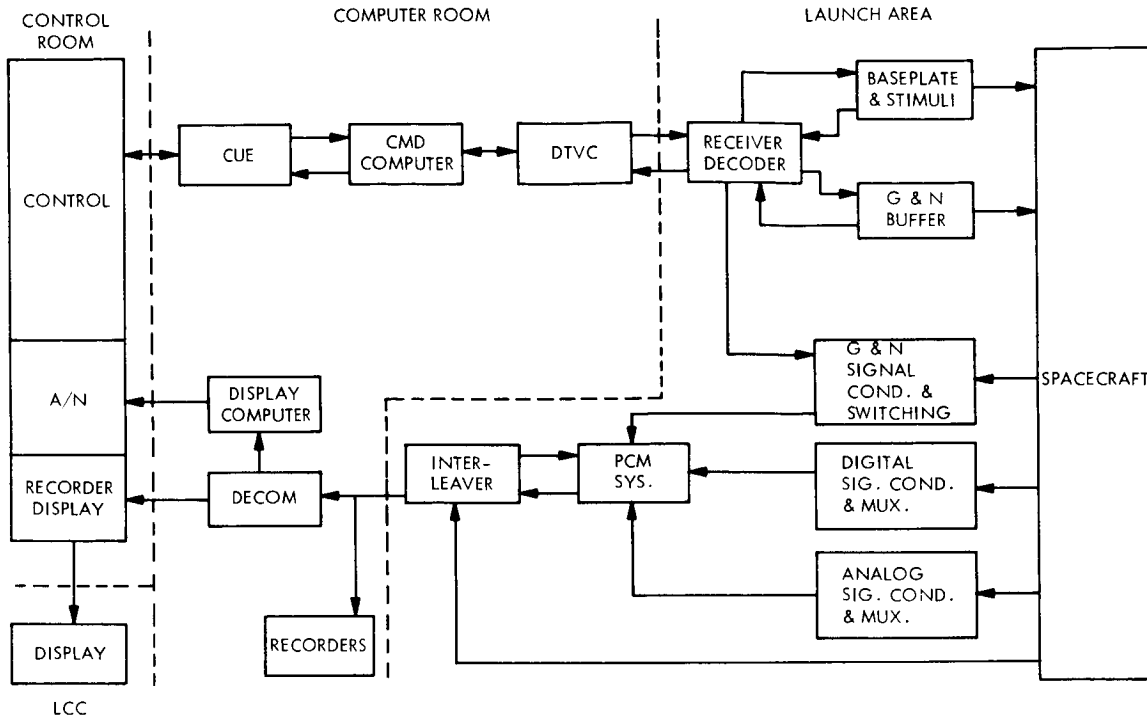 CONTROL
ROOM
COMPUTER ROOM
LAUNCH AREA
CONTROL
A/N
RECORDER
DISPLAY
DISPLAY
LCC
CUE
CMD
COMPUTER
DTVC
DISPLAY
COMPUTER
DECOM
RECORDERS
RECEIVER
DECODER
BASEPLATE
& STIMULI
G & N
BUFFER
G & N
SIGNAL
COND. &
SWITCHING
INTER-
LEAVER
PCM
SYS.
DIGITAL
SIG. COND.
& MUX.
ANALOG
SIG. COND.
& MUX.
SPACECRAFT